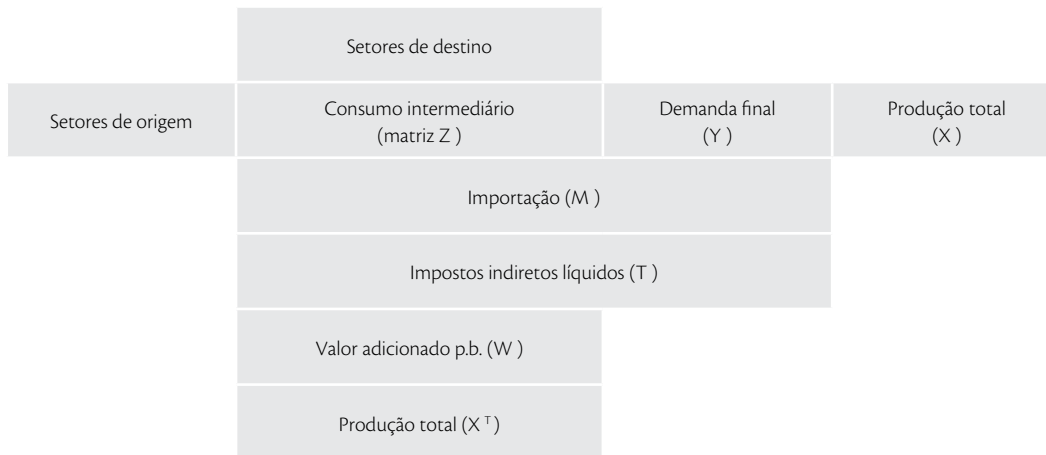 Setores de destino
Setores de origem
Consumo intermediário
(matriz Z )
Demanda final
(Y )
Produção total
(X )
Importação (M )
Impostos indiretos líquidos (T )
Valor adicionado p.b. (W )
Produção total (X ᵀ)